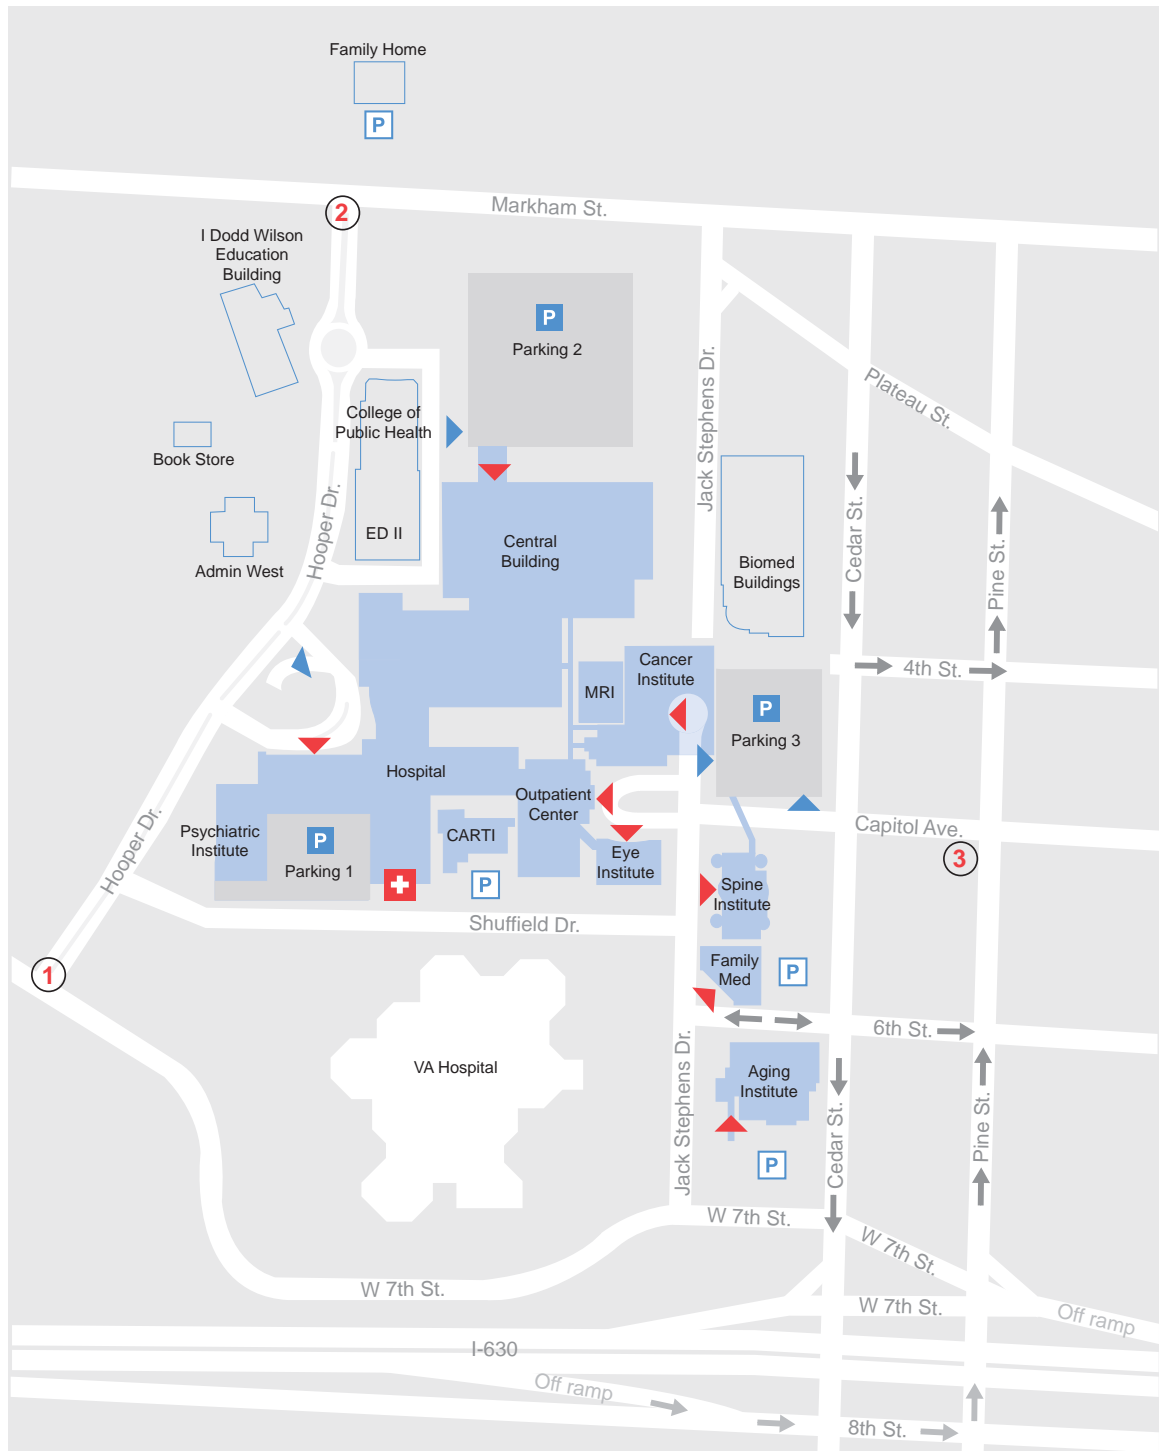 Family Home
P
Markham St.
2
I Dodd Wilson
Education
Building
P
Parking 2
Jack Stephens Dr.
Plateau St.
College of
Public Health
Book Store
Hooper Dr.
ED II
Admin West
Central
Building
Biomed
Buildings
Cedar St.
Pine St.
Cancer
Institute
MRI
4th St.
P
Parking 3
Hospital
Outpatient
Center
Capitol Ave.
3
Hooper Dr.
Psychiatric
Institute
P
Parking 1
CARTI
P
Eye
Institute
Spine
Institute
Shuffield Dr.
1
Family
Med
P
6th St.
VA Hospital
Jack Stephens Dr.
Aging
Institute
Cedar St.
Pine St.
P
W 7th St.
W 7th St.
W 7th St.
W 7th St.
Off ramp
I-630
Off ramp
8th St.